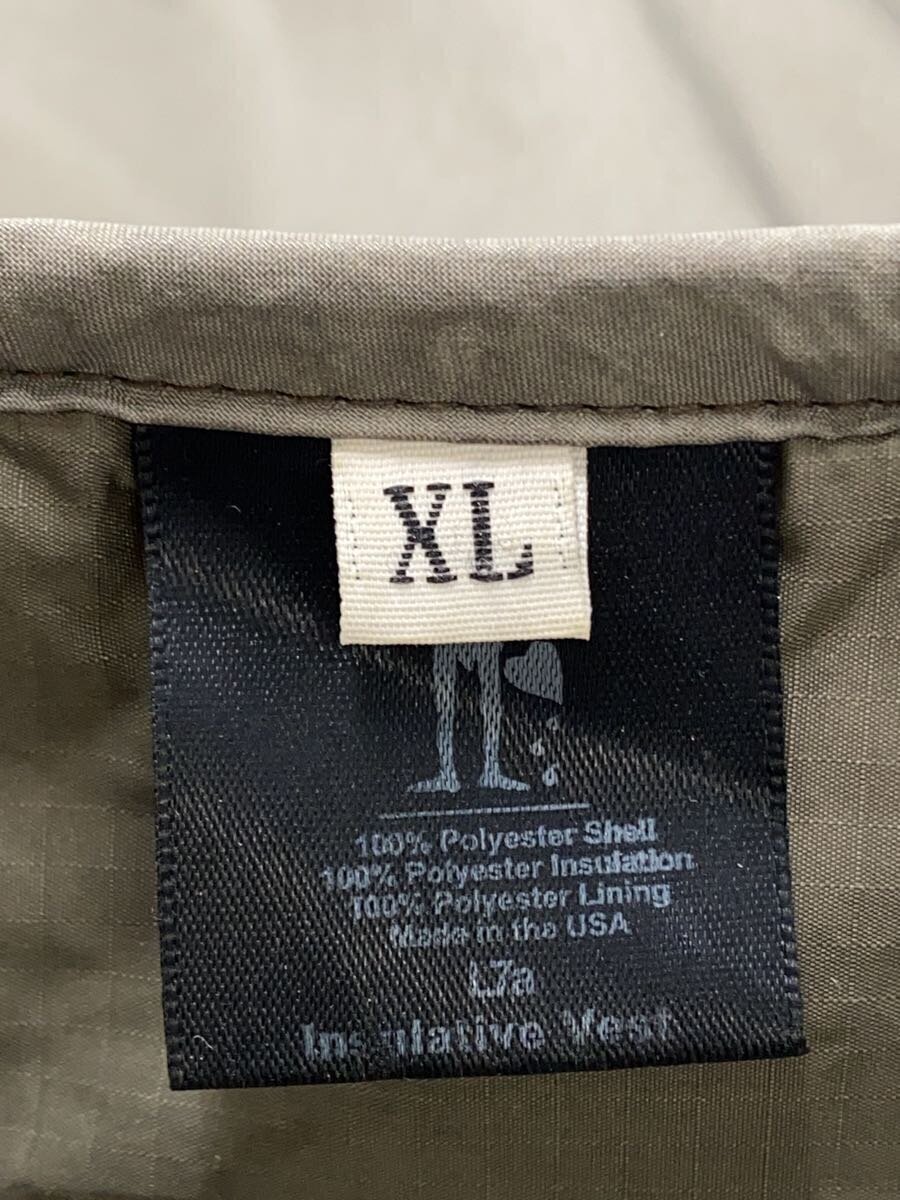 XL
100% Polyester Shell
100% Polyester Insulation
100% Polyester Lining
Made in the USA
L7a
Insulative Vest